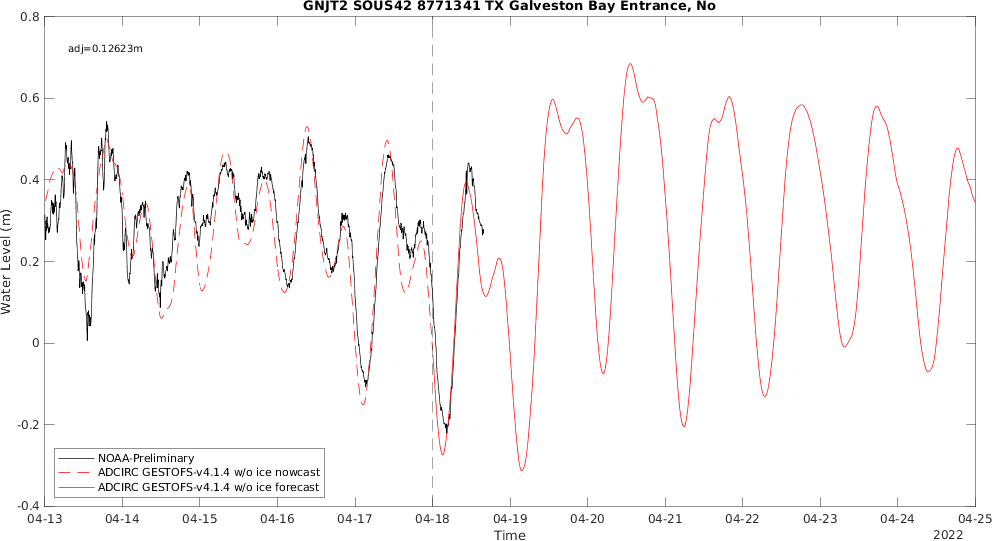 GNJT2 SOUS42 8771341 TX Galveston Bay Entrance, No
adj=0.12623m
0.8
0.6
0.4
0.2
0
-0.2
-0.4
Water Level (m)
NOAA-Preliminary
ADCIRC GESTOFS-v4.1.4 w/o ice nowcast
ADCIRC GESTOFS-v4.1.4 w/o ice forecast
04-13 04-14 04-15 04-16 04-17 04-18 04-19 04-20 04-21 04-22 04-23 04-24 04-25
Time
2022